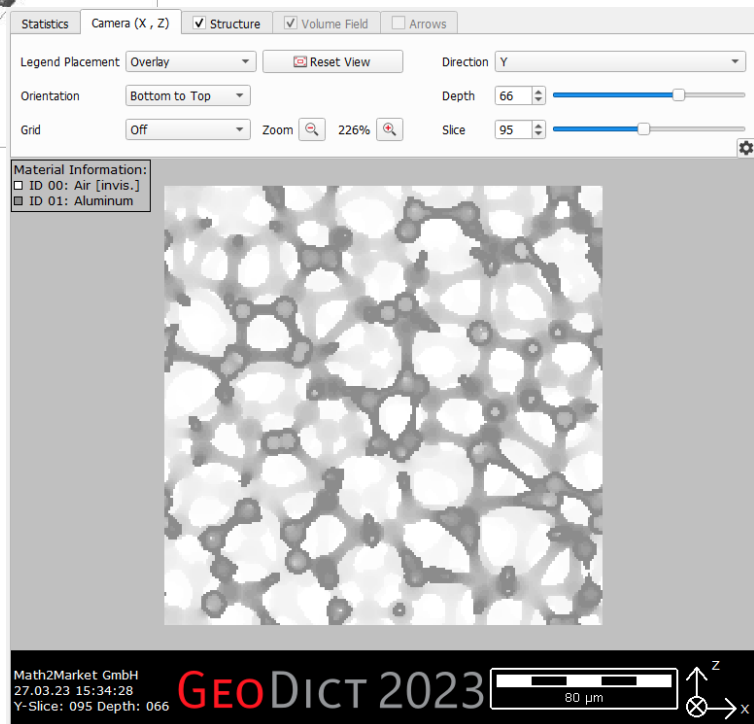 Statistics Camera (X , Z) Structure Volume Field Arrows
Legend Placement Overlay Reset View Direction Y
Orientation Bottom to Top Depth 66
Grid Off Zoom 226% Slice 95
Material Information:
ID 00: Air [invis.]
ID 01: Aluminum
Math2Market GmbH
27.03.23 15:34:28
Y-Slice: 095 Depth: 066
GEODICT 2023
80 µm
Z
X